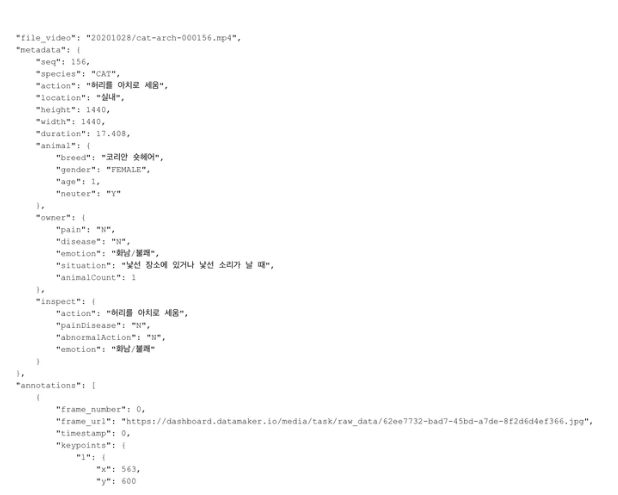 "file_video": "20201028/cat-arch-000156.mp4",
"metadata": {
"seq": 156,
"species": "CAT",
"action": "허리를 아치로 세움",
"location": "실내",
"height": 1440,
"width": 1440,
"duration": 17.408,
"animal": {
"breed": "코리안 숏헤어",
"gender": "FEMALE",
"age": 1,
"neuter": "Y"
},
"owner": {
"pain": "N",
"disease": "N",
"emotion": "화남/불쾌",
"situation": "낯선 장소에 있거나 낯선 소리가 날 때",
"animalCount": 1
},
"inspect": {
"action": "허리를 아치로 세움",
"painDisease": "N",
"abnormalAction": "N",
"emotion": "화남/불쾌"
}
},
"annotations": [
{
"frame_number": 0,
"frame_url": "https://dashboard.datamaker.io/media/task/raw_data/62ee7732-bad7-45bd-a7de-8f2d6d4ef366.jpg",
"timestamp": 0,
"keypoints": {
"1": {
"x": 563,
"y": 600